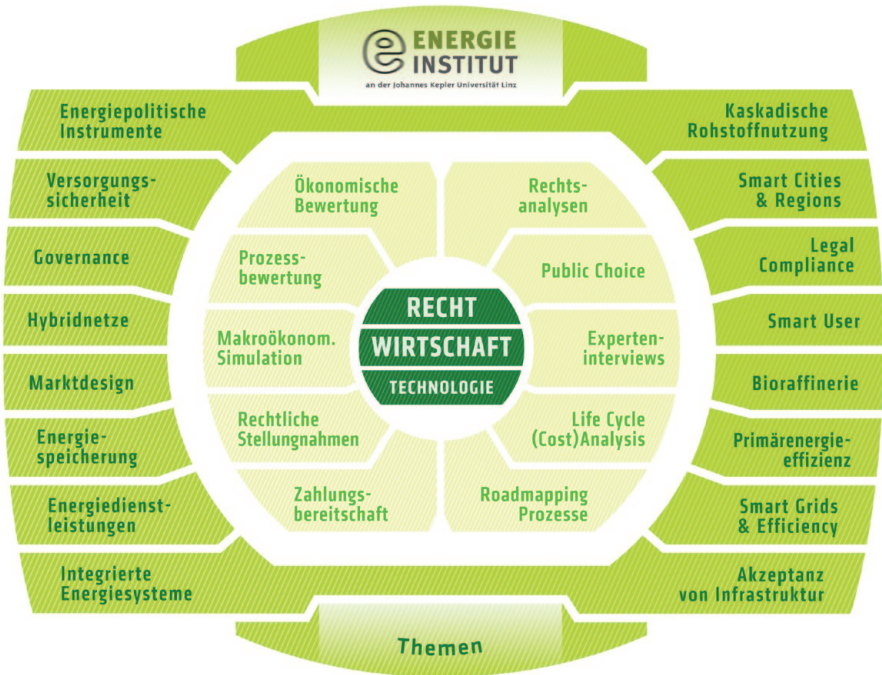 ENERGIE
INSTITUT
an der Johannes Kepler Universität Linz
Energiepolitische
Instrumente
Versorgungs-
sicherheit
Governance
Hybridnetze
Marktdesign
Energie-
speicherung
Energiedienst-
leistungen
Integrierte
Energiesysteme
Ökonomische
Bewertung
Prozess-
bewertung
Makroökonom.
Simulation
Rechtliche
Stellungnahmen
Zahlungs-
bereitschaft
RECHT
WIRTSCHAFT
TECHNOLOGIE
Rechts-
analysen
Public Choice
Experten-
interviews
Life Cycle
(Cost)Analysis
Roadmapping
Prozesse
Kaskadische
Rohstoffnutzung
Smart Cities
& Regions
Legal
Compliance
Smart User
Bioraffinerie
Primärenergie-
effizienz
Smart Grids
& Efficiency
Akzeptanz
von Infrastruktur
Themen